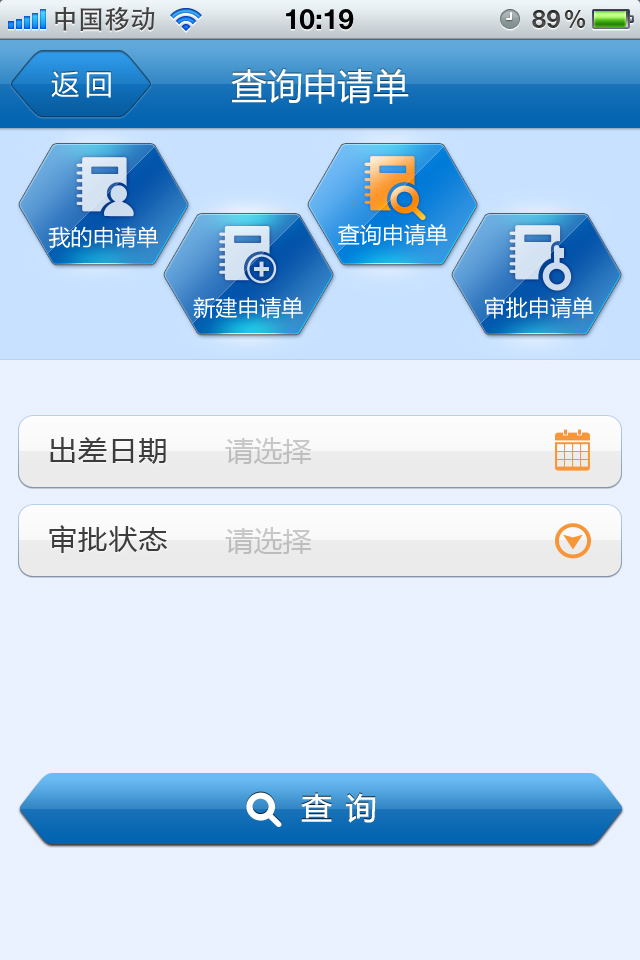 中国移动 10:19 89%
返回 查询申请单
我的申请单
查询申请单
新建申请单
审批申请单
出差日期 请选择
审批状态 请选择
查询